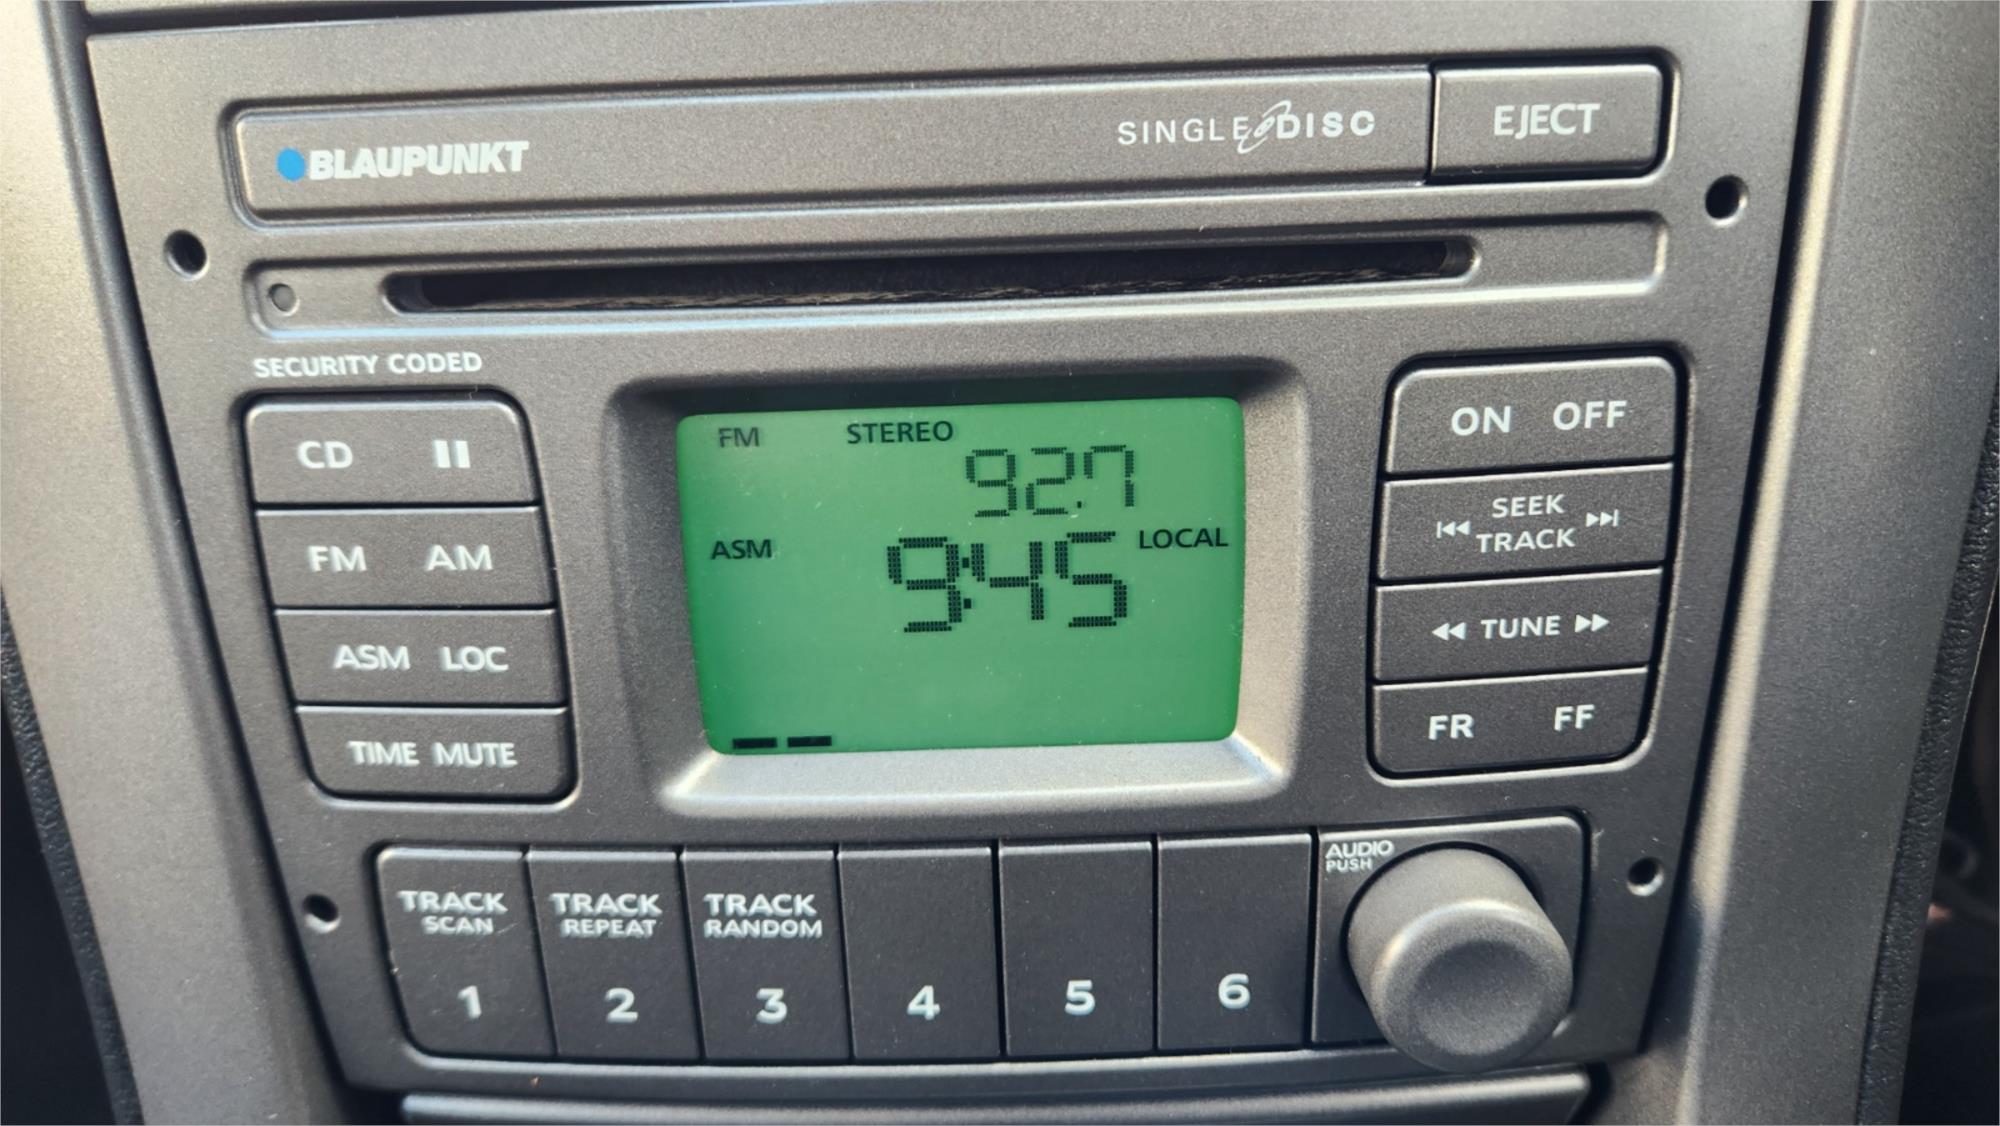 BLAUPUNKT
SINGLE DISC
EJECT
SECURITY CODED
CD
FM AM
ASM LOC
TIME MUTE
FM STEREO
92.7
ASM 9:45 LOCAL
ON OFF
SEEK
TRACK
TUNE
FR FF
TRACK
SCAN
1
TRACK
REPEAT
2
TRACK
RANDOM
3
4
5
6
AUDIO
PUSH